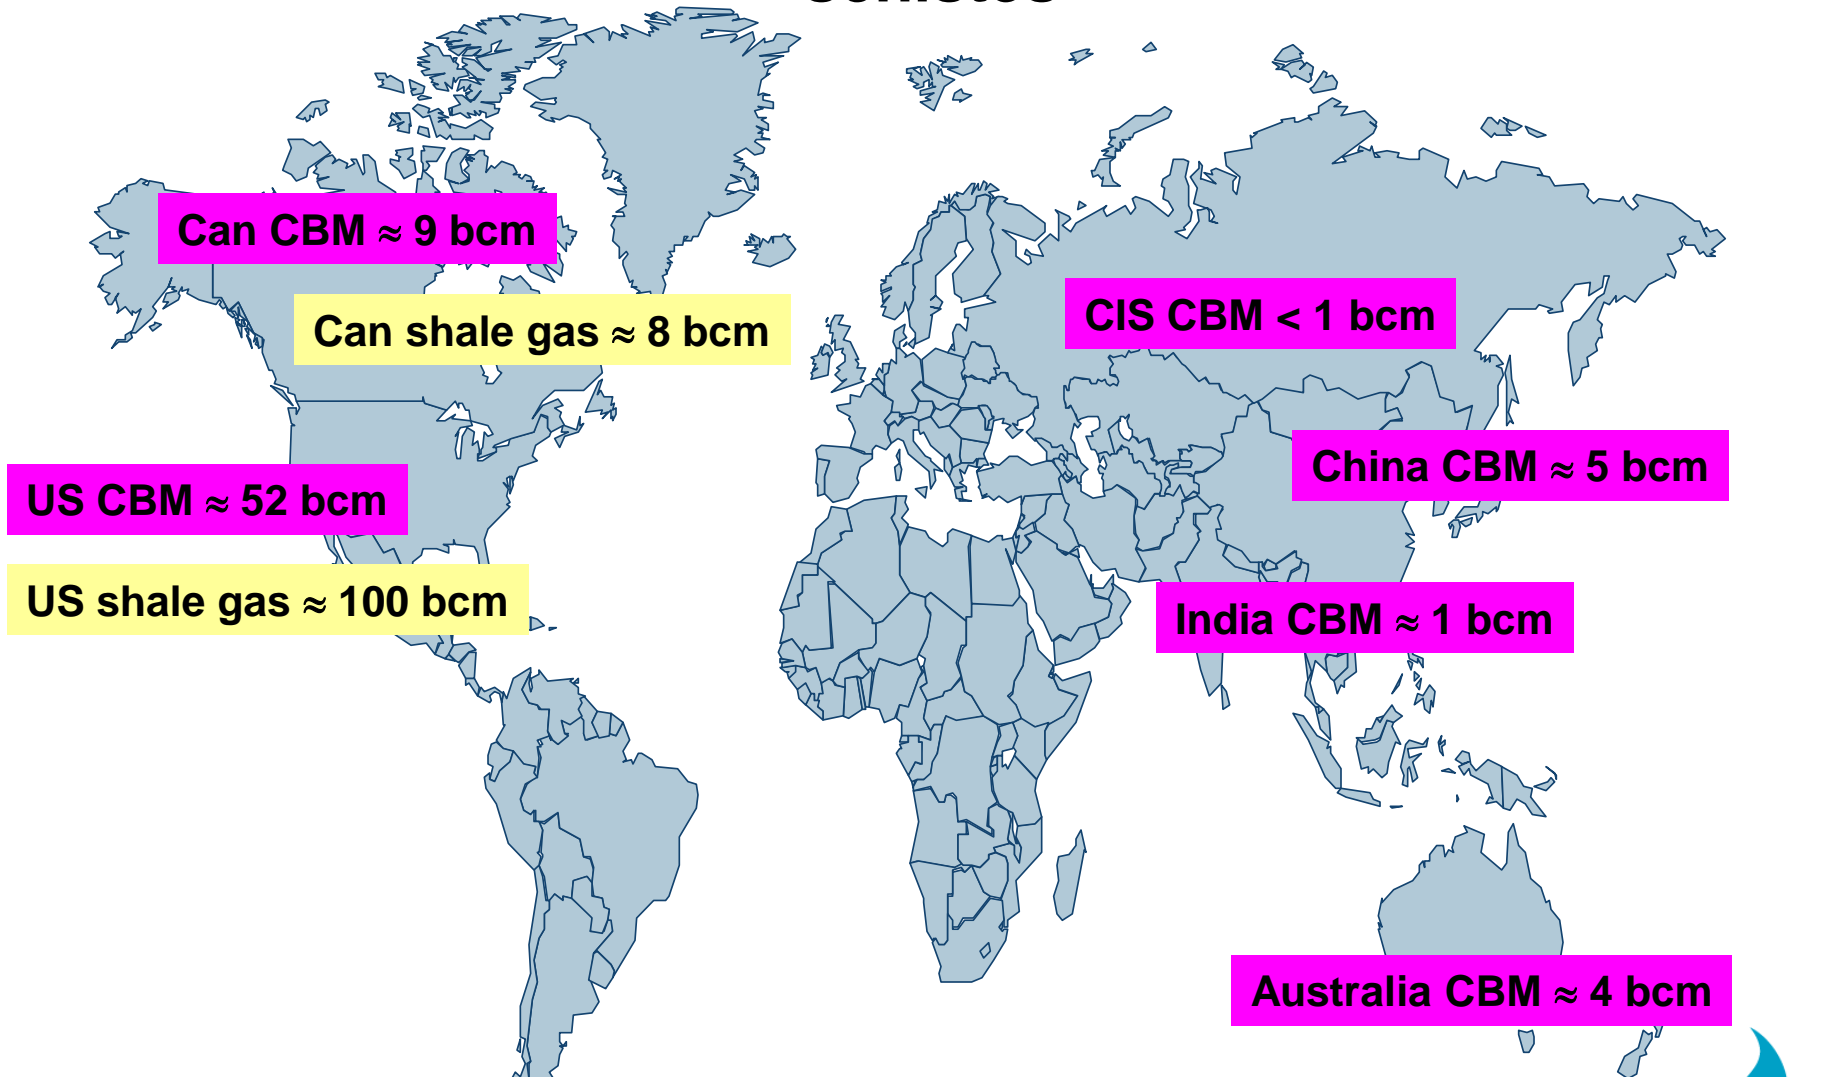 Can CBM ≈ 9 bcm
Can shale gas ≈ 8 bcm
CIS CBM < 1 bcm
China CBM ≈ 5 bcm
US CBM ≈ 52 bcm
US shale gas ≈ 100 bcm
India CBM ≈ 1 bcm
Australia CBM ≈ 4 bcm